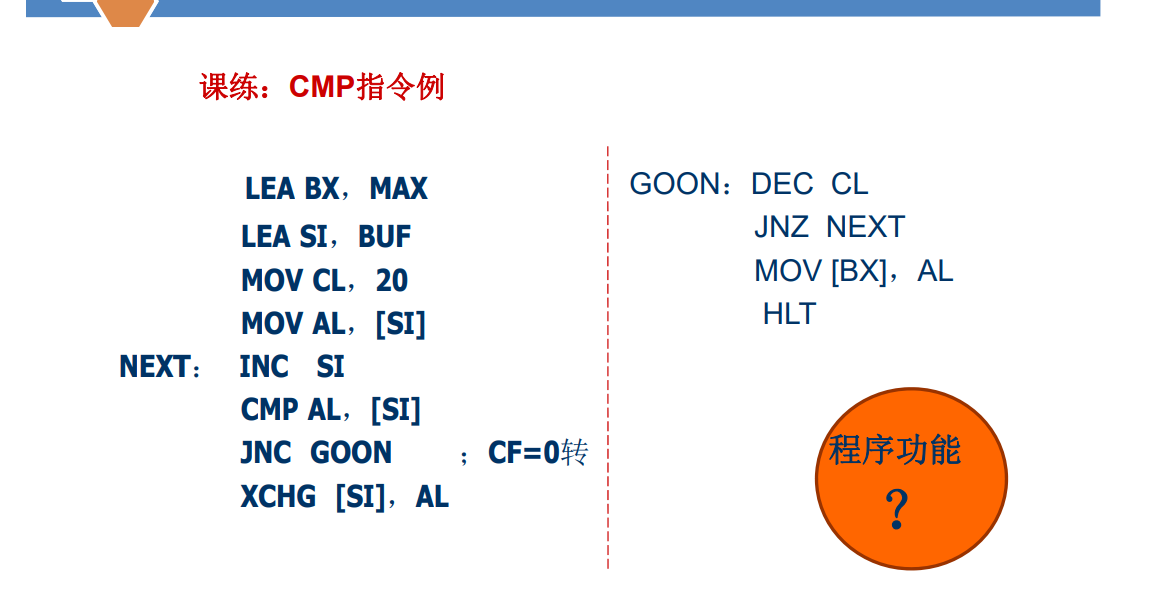 课练：CMP指令例
LEA BX，MAX
LEA SI，BUF
MOV CL，20
MOV AL，[SI]
NEXT： INC SI
CMP AL，[SI]
JNC GOON ；CF=0转
XCHG [SI]，AL
GOON：DEC CL
JNZ NEXT
MOV [BX]，AL
HLT
程序功能
？